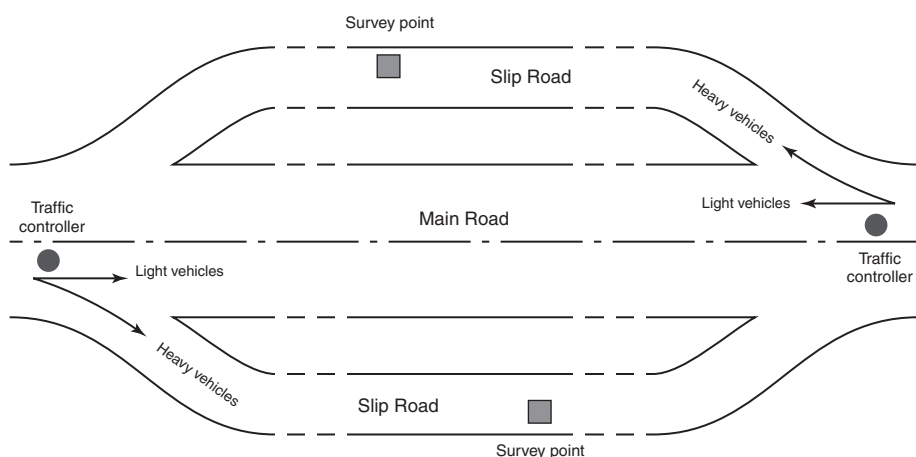 Survey point
Slip Road
Heavy vehicles
Light vehicles
Traffic
controller
Main Road
Traffic
controller
Light vehicles
Heavy vehicles
Slip Road
Survey point